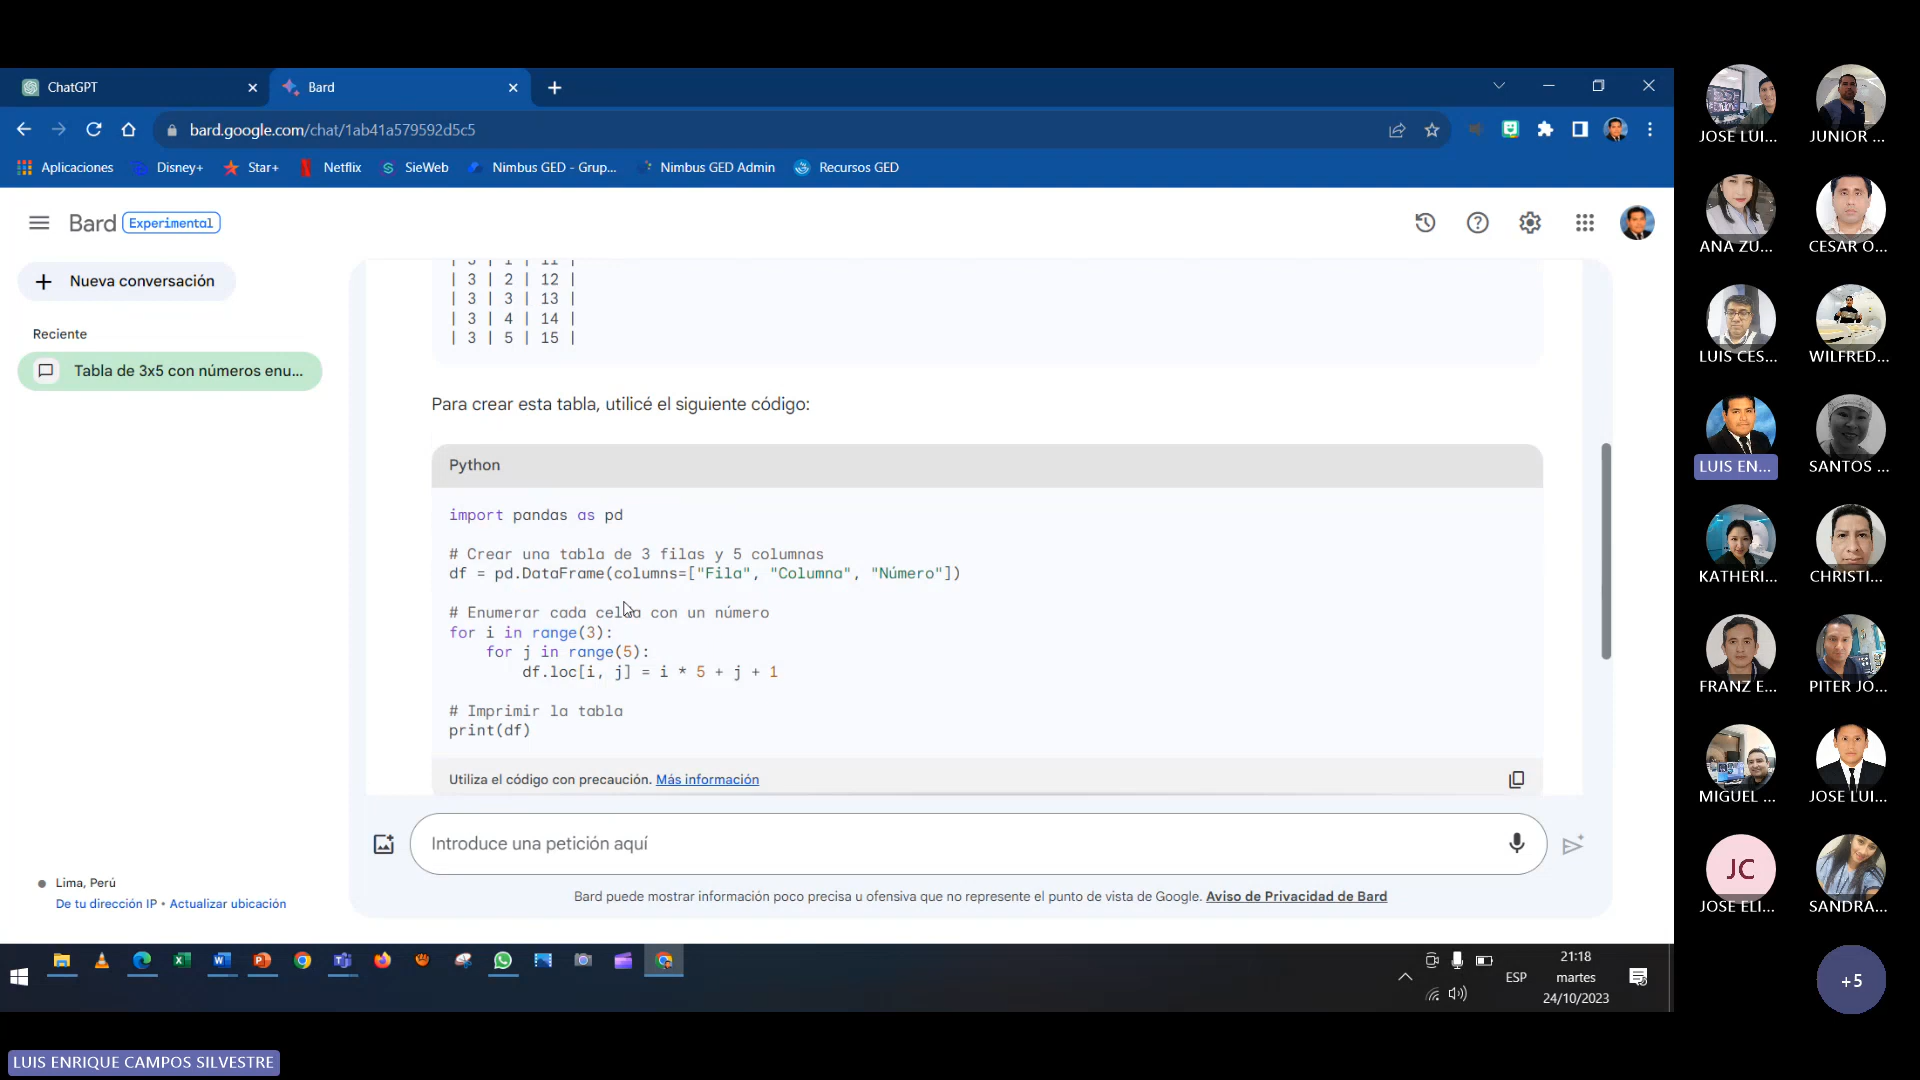 ChatGPT
Bard
bard.google.com/chat/1ab41a579592d5c5
Aplicaciones
Disney+
Star+
Netflix
SieWeb
Nimbus GED - Grup...
Nimbus GED Admin
Recursos GED
Bard Experimental
Nueva conversación
Reciente
Tabla de 3x5 con números enu...
| 3 | 1 | 11 |
| 3 | 2 | 12 |
| 3 | 3 | 13 |
| 3 | 4 | 14 |
| 3 | 5 | 15 |
Para crear esta tabla, utilicé el siguiente código:
Python
import pandas as pd
# Crear una tabla de 3 filas y 5 columnas
df = pd.DataFrame(columns=["Fila", "Columna", "Número"])
# Enumerar cada celda con un número
for i in range(3):
for j in range(5):
df.loc[i, j] = i * 5 + j + 1
# Imprimir la tabla
print(df)
Utiliza el código con precaución. Más información
Introduce una petición aquí
Bard puede mostrar información poco precisa u ofensiva que no represente el punto de vista de Google. Aviso de Privacidad de Bard
Lima, Perú
De tu dirección IP • Actualizar ubicación
ESP
21:18
martes
24/10/2023
JOSE LUI...
JUNIOR ...
ANA ZU...
CESAR O...
LUIS CES...
WILFRED...
LUIS EN...
SANTOS ...
KATHERI...
CHRISTI...
FRANZ E...
PITER JO...
MIGUEL ...
JOSE LUI...
JC
JOSE ELI...
SANDRA...
+5
LUIS ENRIQUE CAMPOS SILVESTRE